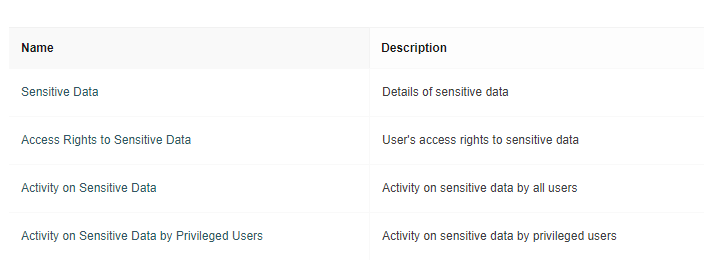 Name Description
Sensitive Data Details of sensitive data
Access Rights to Sensitive Data User's access rights to sensitive data
Activity on Sensitive Data Activity on sensitive data by all users
Activity on Sensitive Data by Privileged Users Activity on sensitive data by privileged users